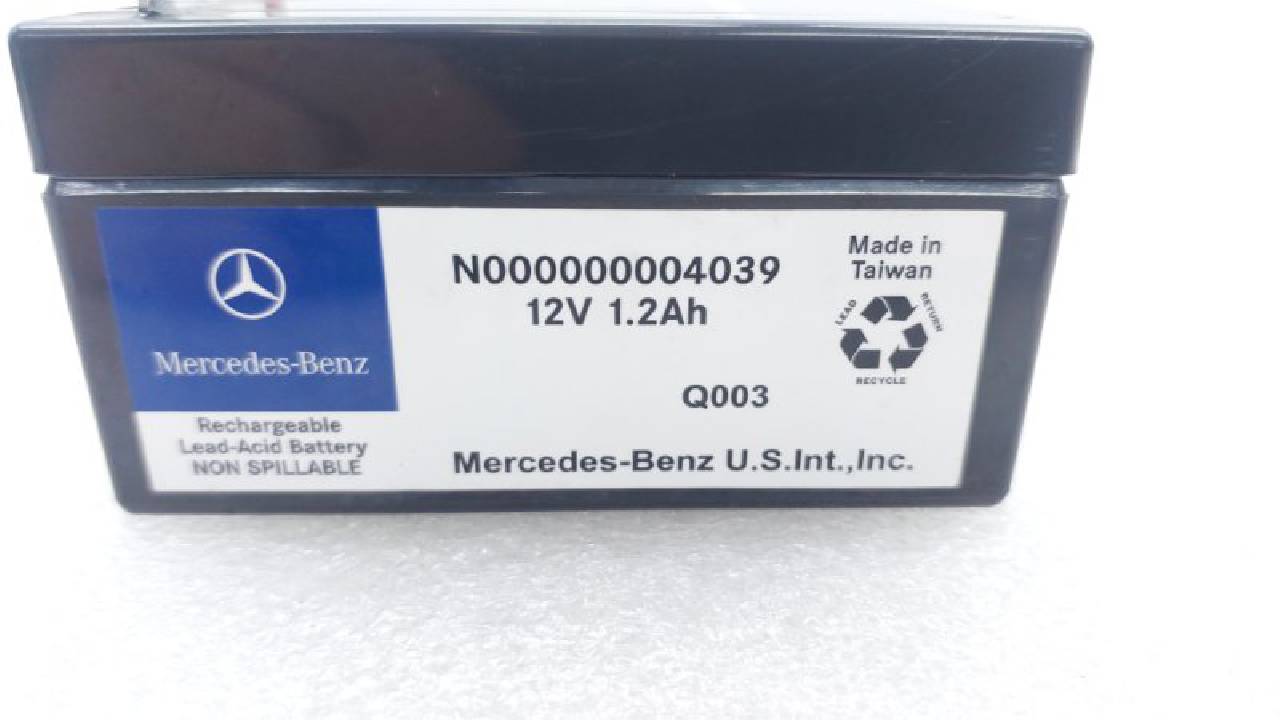 Mercedes-Benz
Rechargeable
Lead-Acid Battery
NON SPILLABLE
N000000004039
12V 1.2Ah
Q003
Mercedes-Benz U.S.Int.,Inc.
Made in
Taiwan
LEAD
RETURN
RECYCLE